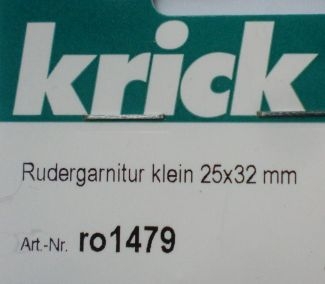 krick
Rudergarnitur klein 25x32 mm
Art.-Nr. ro1479